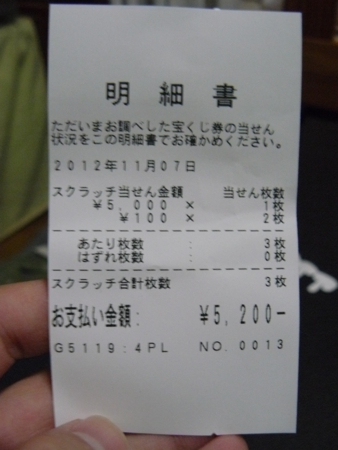 明細書
ただいまお調べした宝くじ券の当せん
状況をこの明細書でお確かめください。
2012年11月07日
スクラッチ当せん金額 当せん枚数
¥5,000 × 1枚
¥100 × 2枚
あたり枚数 : 3枚
はずれ枚数 : 0枚
スクラッチ合計枚数 3枚
お支払い金額: ¥5,200-
G5119:4PL NO. 0013